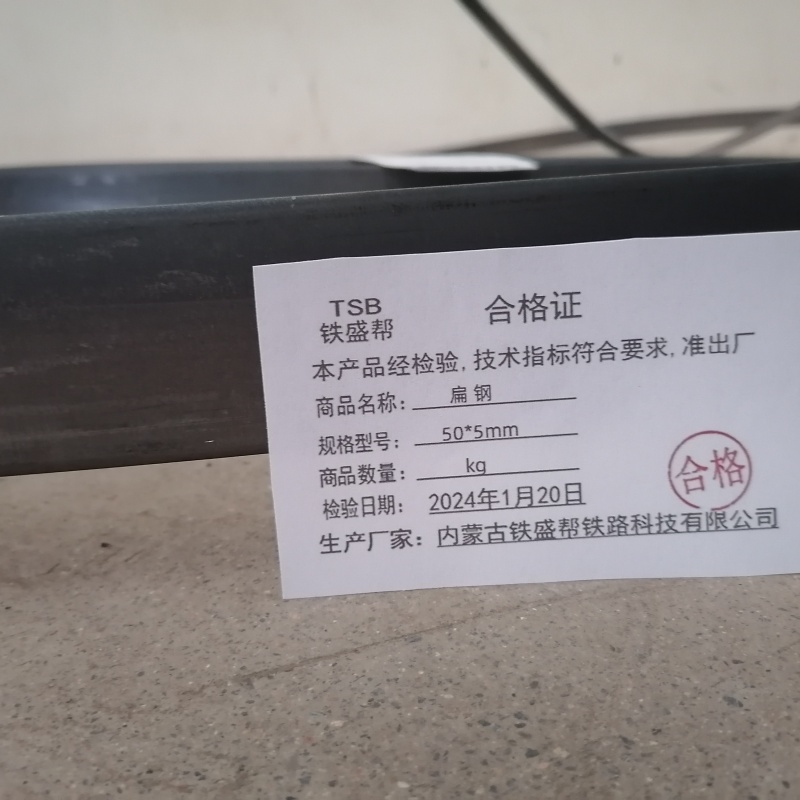 TSB
铁盛帮
合格证
本产品经检验,技术指标符合要求,准出厂
商品名称: 扁钢
规格型号: 50*5mm
商品数量: kg
检验日期: 2024年1月20日
生产厂家: 内蒙古铁盛帮铁路科技有限公司
合格